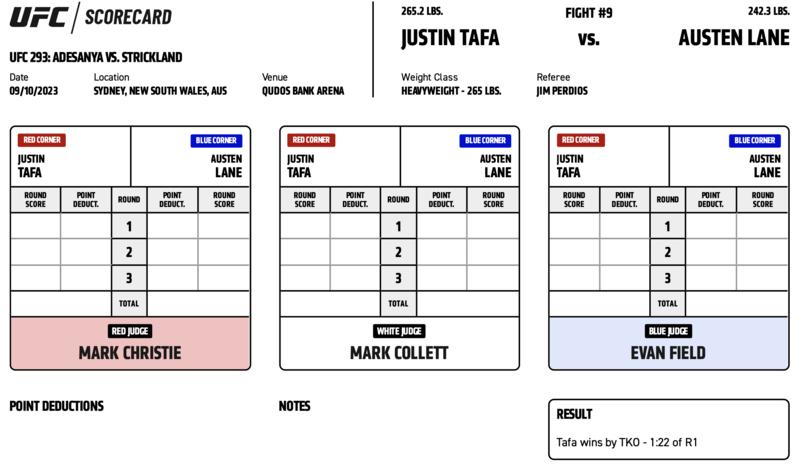 UFC SCORECARD
UFC 293: ADESANYA VS. STRICKLAND
Date Location Venue
09/10/2023 SYDNEY, NEW SOUTH WALES, AUS QUDOS BANK ARENA
265.2 LBS. FIGHT #9 242.3 LBS.
JUSTIN TAFA VS. AUSTEN LANE
Weight Class Referee
HEAVYWEIGHT - 265 LBS. JIM PERDIOS
RED CORNER BLUE CORNER
JUSTIN AUSTEN
TAFA LANE
ROUND SCORE POINT DEDUCT. ROUND POINT DEDUCT. ROUND SCORE
1
2
3
TOTAL
RED JUDGE
MARK CHRISTIE
RED CORNER BLUE CORNER
JUSTIN AUSTEN
TAFA LANE
ROUND SCORE POINT DEDUCT. ROUND POINT DEDUCT. ROUND SCORE
1
2
3
TOTAL
WHITE JUDGE
MARK COLLETT
RED CORNER BLUE CORNER
JUSTIN AUSTEN
TAFA LANE
ROUND SCORE POINT DEDUCT. ROUND POINT DEDUCT. ROUND SCORE
1
2
3
TOTAL
BLUE JUDGE
EVAN FIELD
POINT DEDUCTIONS
NOTES
RESULT
Tafa wins by TKO - 1:22 of R1